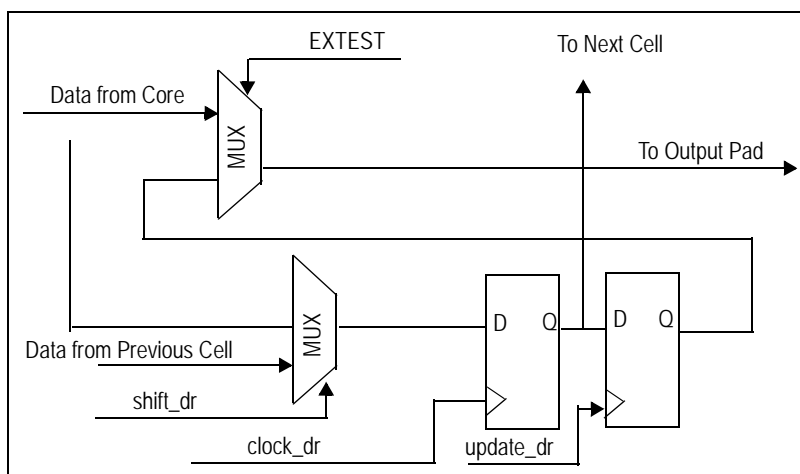 EXTEST
To Next Cell
Data from Core
MUX
To Output Pad
D Q
D Q
MUX
Data from Previous Cell
shift_dr
clock_dr
update_dr